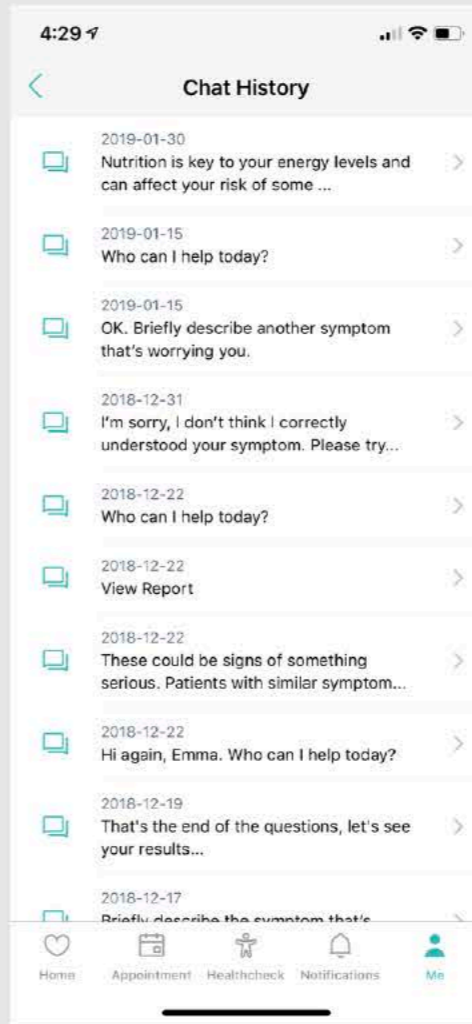 4:29
Chat History
2019-01-30
Nutrition is key to your energy levels and
can affect your risk of some ...
2019-01-15
Who can I help today?
2019-01-15
OK. Briefly describe another symptom
that's worrying you.
2018-12-31
I'm sorry, I don't think I correctly
understood your symptom. Please try...
2018-12-22
Who can I help today?
2018-12-22
View Report
2018-12-22
These could be signs of something
serious. Patients with similar symptom...
2018-12-22
Hi again, Emma. Who can I help today?
2018-12-19
That's the end of the questions, let's see
your results...
2018-12-17
Briefly describe the symptom that's
Home Appointment Healthcheck Notifications Me